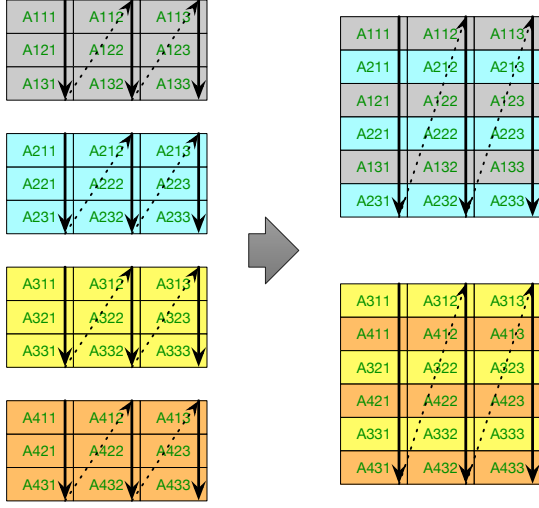 A111 A112 A113
A121 A122 A123
A131 A132 A133
A211 A212 A213
A221 A222 A223
A231 A232 A233
A311 A312 A313
A321 A322 A323
A331 A332 A333
A411 A412 A413
A421 A422 A423
A431 A432 A433
A111 A112 A113
A211 A212 A213
A121 A122 A123
A221 A222 A223
A131 A132 A133
A231 A232 A233
A311 A312 A313
A411 A412 A413
A321 A322 A323
A421 A422 A423
A331 A332 A333
A431 A432 A433